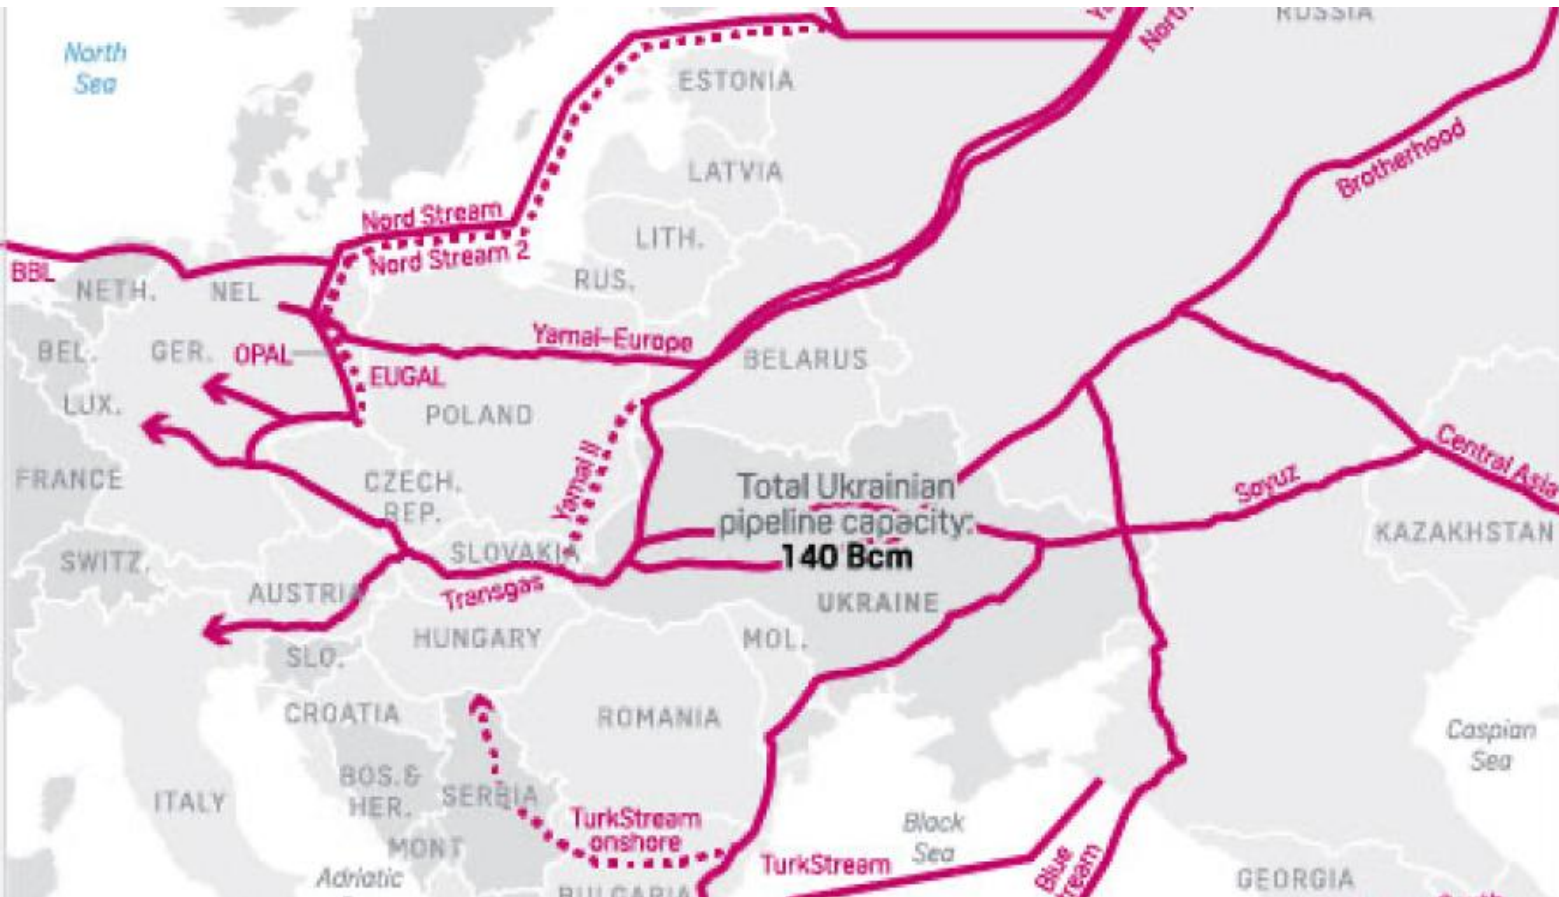 RUSSIA
North
Sea
North
ESTONIA
Brotherhood
LATVIA
Nord Stream
LITH.
Nord Stream 2
BBL
RUS.
NETH.
NEL
Yamal-Europe
BEL.
GER.
OPAL
BELARUS
EUGAL
LUX.
POLAND
Central Asia
FRANCE
CZECH.
REP.
Yamal II
Total Ukrainian
pipeline capacity:
140 Bcm
Soyuz
KAZAKHSTAN
SWITZ.
SLOVAKIA
AUSTRIA
Transgas
UKRAINE
HUNGARY
MOL.
SLO.
CROATIA
ROMANIA
Caspian
Sea
BOS.&
HER.
SERBIA
ITALY
TurkStream
onshore
Black
Sea
MONT
TurkStream
Blue
Adriatic
BULGARIA
GEORGIA